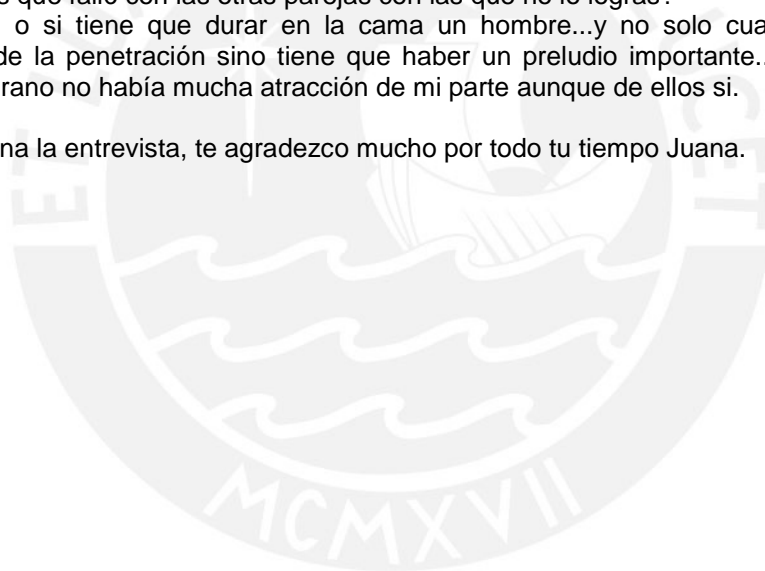 s que falló con las otras parejas con las que no lo logras?
o si tiene que durar en la cama un hombre...y no solo cua
de la penetración sino tiene que haber un preludio importante..
rano no había mucha atracción de mi parte aunque de ellos si.
na la entrevista, te agradezco mucho por todo tu tiempo Juana.
MCMXVII